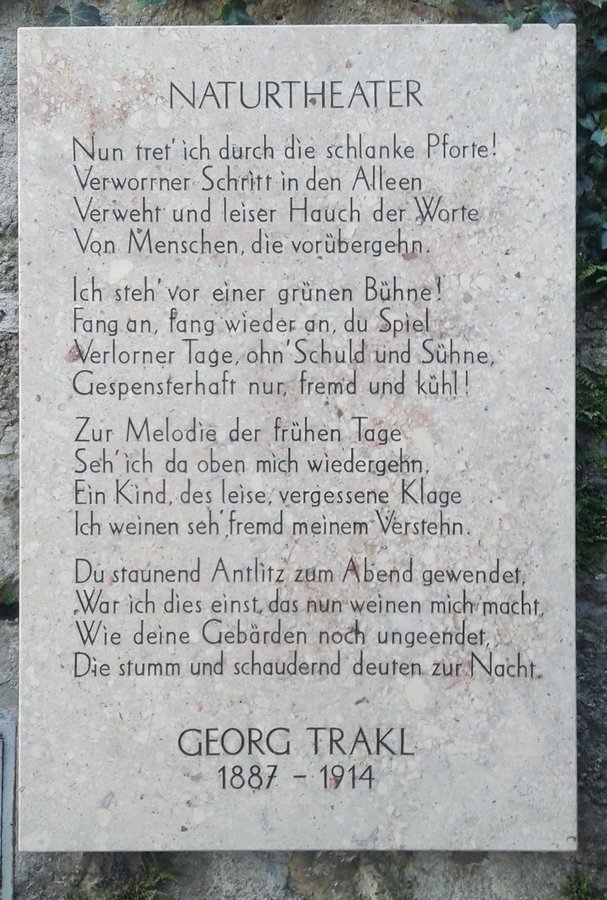 NATURTHEATER
Nun tret' ich durch die schlanke Pforte!
Verworrner Schritt in den Alleen
Verweht und leiser Hauch der Worte
Von Menschen, die vorübergehn.
Ich steh' vor einer grünen Bühne!
Fang an, fang wieder an, du Spiel
Verlorner Tage, ohn' Schuld und Sühne,
Gespensterhaft nur, fremd und kühl!
Zur Melodie der frühen Tage
Seh' ich da oben mich wiedergehn,
Ein Kind, des leise, vergessene Klage
Ich weinen seh', fremd meinem Verstehn.
Du staunend Antlitz zum Abend gewendet,
War ich dies einst, das nun weinen mich macht,
Wie deine Gebärden noch ungeendet,
Die stumm und schaudernd deuten zur Nacht.
GEORG TRAKL
1887 - 1914